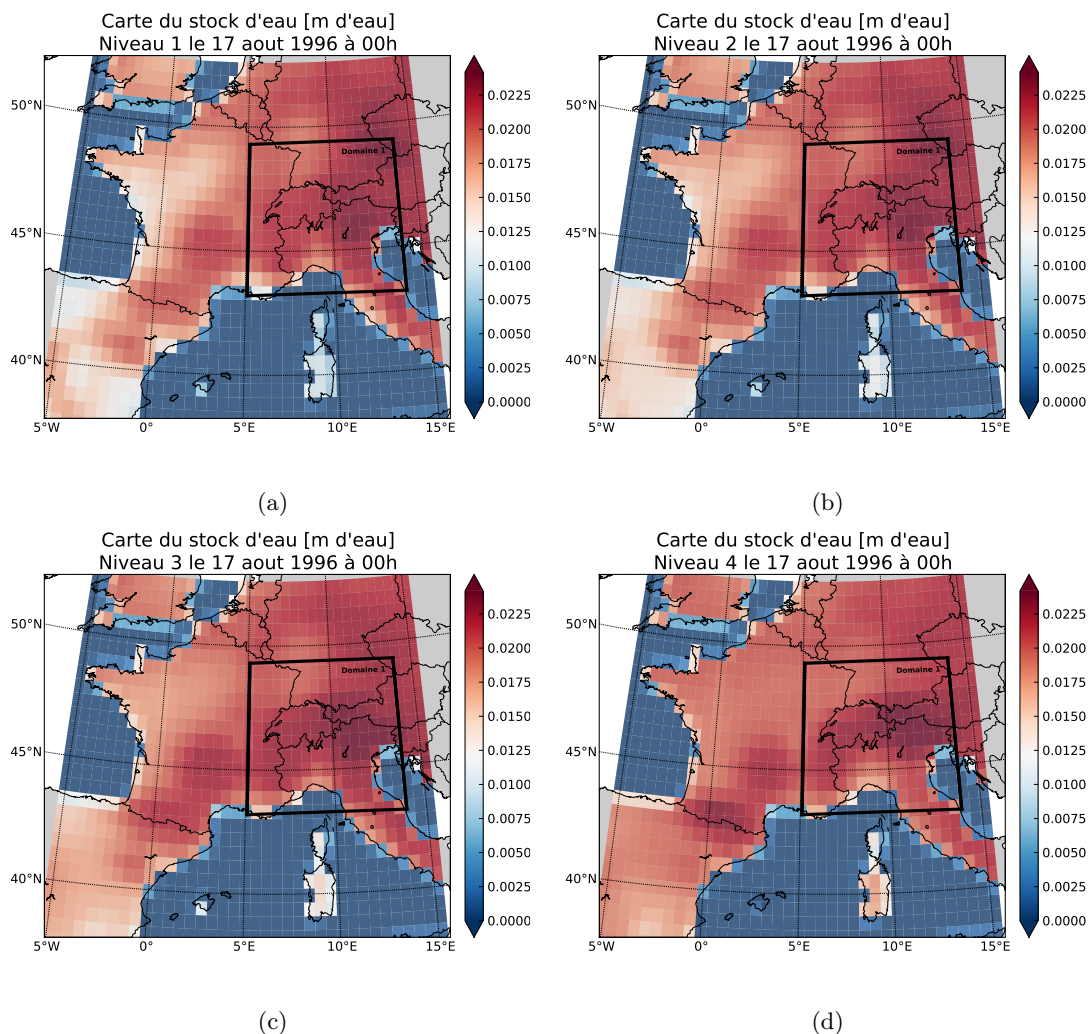 Carte du stock d'eau [m d'eau]
Niveau 1 le 17 aout 1996 à 00h
50°N
45°N
40°N
5°W
0°
5°E
10°E
15°E
Domaine 1
0.0225
0.0200
0.0175
0.0150
0.0125
0.0100
0.0075
0.0050
0.0025
0.0000
(a)
Carte du stock d'eau [m d'eau]
Niveau 2 le 17 aout 1996 à 00h
50°N
45°N
40°N
5°W
0°
5°E
10°E
15°E
Domaine 1
0.0225
0.0200
0.0175
0.0150
0.0125
0.0100
0.0075
0.0050
0.0025
0.0000
(b)
Carte du stock d'eau [m d'eau]
Niveau 3 le 17 aout 1996 à 00h
50°N
45°N
40°N
5°W
0°
5°E
10°E
15°E
Domaine 1
0.0225
0.0200
0.0175
0.0150
0.0125
0.0100
0.0075
0.0050
0.0025
0.0000
(c)
Carte du stock d'eau [m d'eau]
Niveau 4 le 17 aout 1996 à 00h
50°N
45°N
40°N
5°W
0°
5°E
10°E
15°E
Domaine 1
0.0225
0.0200
0.0175
0.0150
0.0125
0.0100
0.0075
0.0050
0.0025
0.0000
(d)